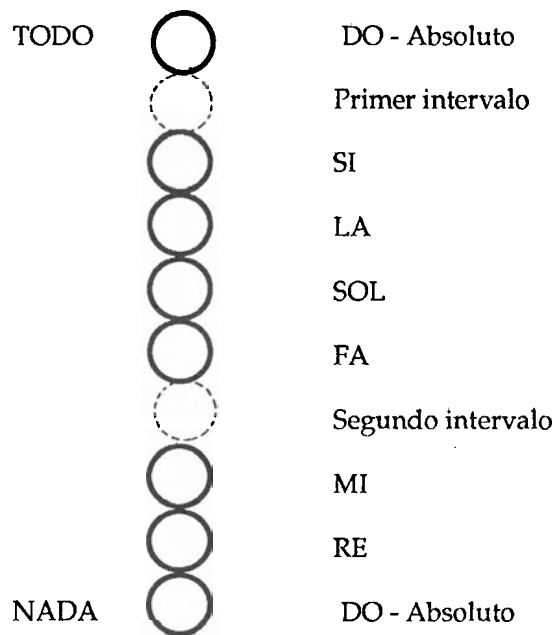 TODO DO - Absoluto
Primer intervalo
SI
LA
SOL
FA
Segundo intervalo
MI
RE
NADA DO - Absoluto